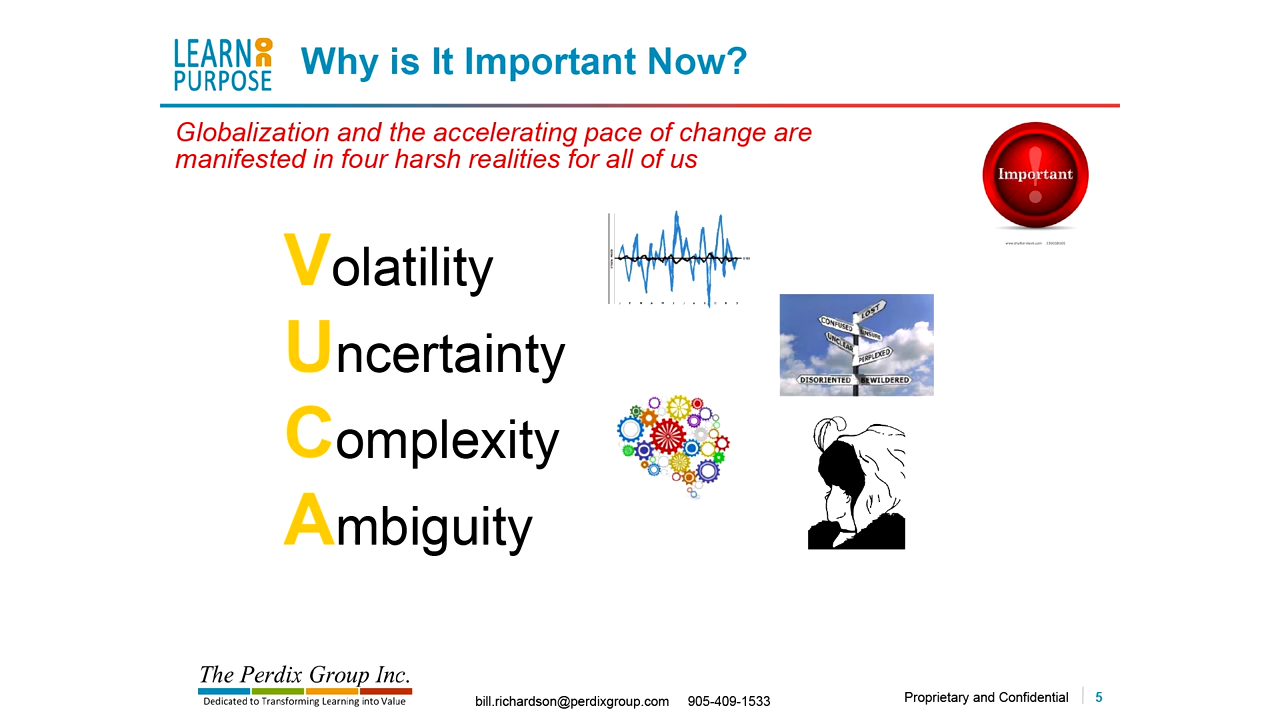 LEARN ON
PURPOSE
Why is It Important Now?
Globalization and the accelerating pace of change are
manifested in four harsh realities for all of us
Important
Volatility
Uncertainty
Complexity
Ambiguity
LOST
CONFUSED
UNSURE
UNCLEAR
PERPLEXED
DISORIENTED
BEWILDERED
The Perdix Group Inc.
Dedicated to Transforming Learning into Value
bill.richardson@perdixgroup.com 905-409-1533
Proprietary and Confidential 5